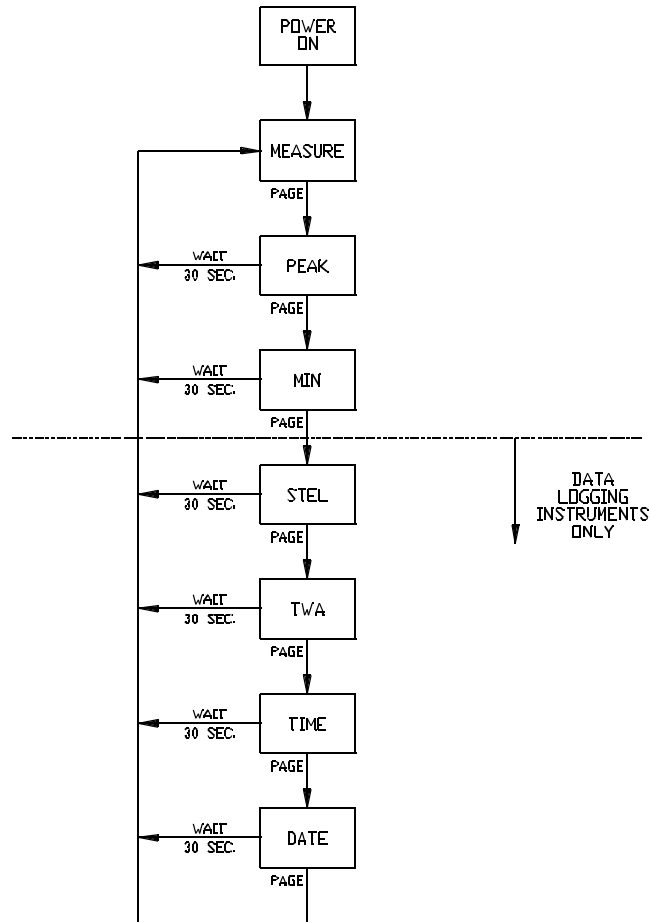 POWER
ON
MEASURE
PAGE
PEAK
WAIT
30 SEC.
PAGE
MIN
WAIT
30 SEC.
PAGE
STEL
WAIT
30 SEC.
DATA
LOGGING
INSTRUMENTS
ONLY
PAGE
TWA
WAIT
30 SEC.
PAGE
TIME
WAIT
30 SEC.
PAGE
DATE
WAIT
30 SEC.
PAGE